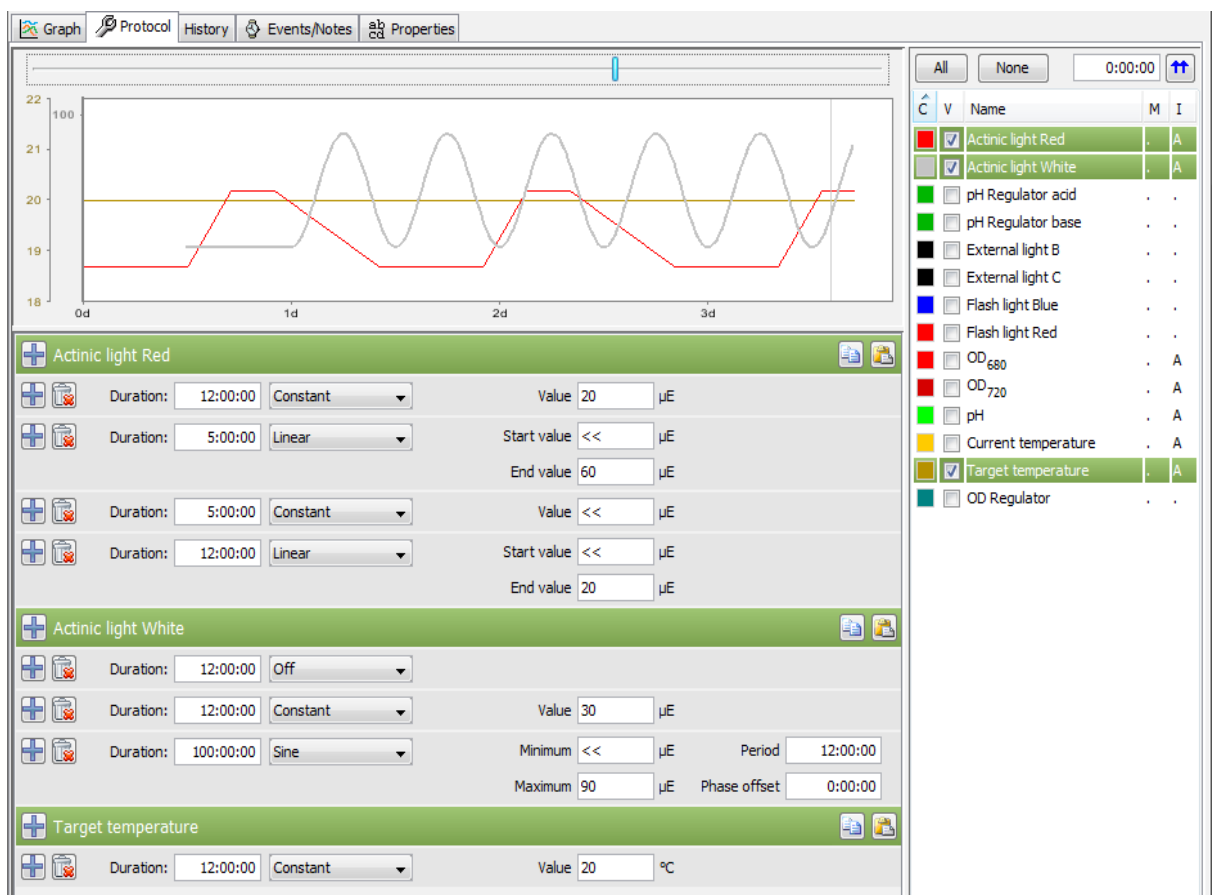 Graph Protocol History Events/Notes ab cd Properties
All None 0:00:00
22
100
21
20
19
18
0d 1d 2d 3d
C V Name M I
Actinic light Red . A
Actinic light White . A
pH Regulator acid . .
pH Regulator base . .
External light B . .
External light C . .
Flash light Blue . .
Flash light Red . .
OD680 . A
OD720 . A
pH . A
Current temperature . A
Target temperature . A
OD Regulator . .
Actinic light Red
Duration: 12:00:00 Constant Value 20 µE
Duration: 5:00:00 Linear Start value << µE
End value 60 µE
Duration: 5:00:00 Constant Value << µE
Duration: 12:00:00 Linear Start value << µE
End value 20 µE
Actinic light White
Duration: 12:00:00 Off
Duration: 12:00:00 Constant Value 30 µE
Duration: 100:00:00 Sine Minimum << µE Period 12:00:00
Maximum 90 µE Phase offset 0:00:00
Target temperature
Duration: 12:00:00 Constant Value 20 ºC